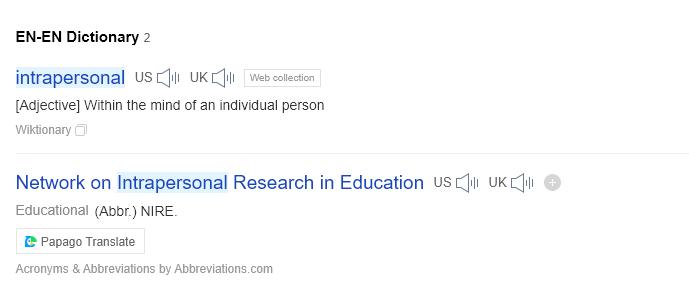 EN-EN Dictionary 2
intrapersonal US UK Web collection
[Adjective] Within the mind of an individual person
Wiktionary
Network on Intrapersonal Research in Education US UK
Educational (Abbr.) NIRE.
Papago Translate
Acronyms & Abbreviations by Abbreviations.com